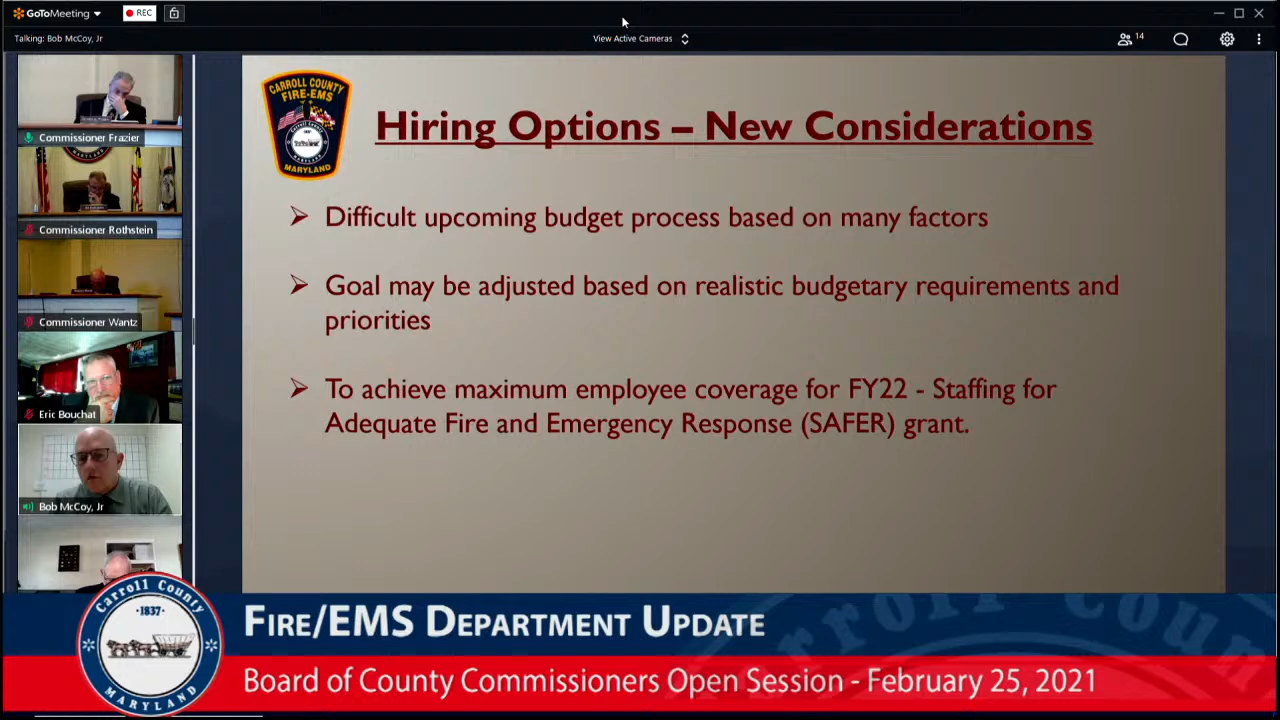 GoToMeeting
REC
Talking: Bob McCoy, Jr
View Active Cameras
14
Commissioner Frazier
Commissioner Rothstein
Commissioner Wantz
Eric Bouchat
Bob McCoy, Jr
CARROLL COUNTY
FIRE-EMS
MARYLAND
Hiring Options – New Considerations
Difficult upcoming budget process based on many factors
Goal may be adjusted based on realistic budgetary requirements and
priorities
To achieve maximum employee coverage for FY22 - Staffing for
Adequate Fire and Emergency Response (SAFER) grant.
Carroll County
1837
MARYLAND
FIRE/EMS DEPARTMENT UPDATE
Board of County Commissioners Open Session - February 25, 2021